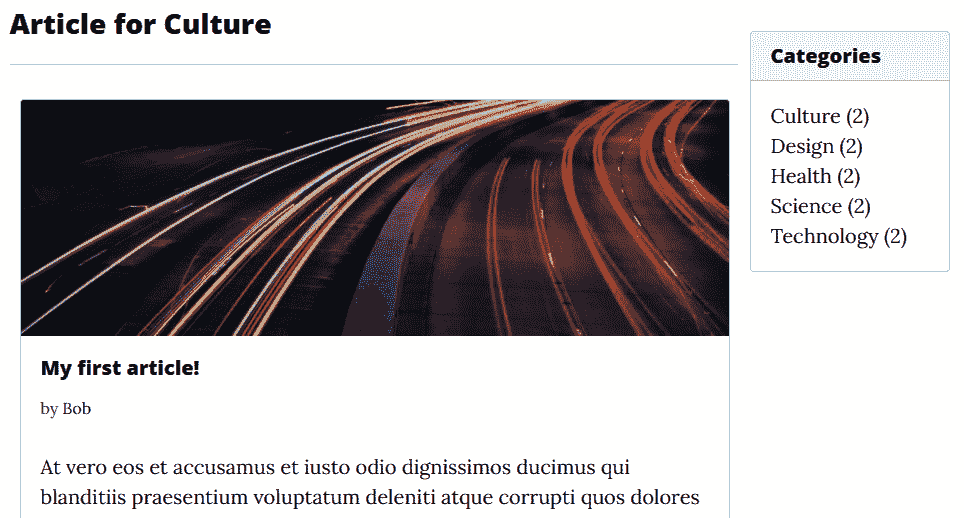 Article for Culture
My first article!
by Bob
At vero eos et accusamus et iusto odio dignissimos ducimus qui
blanditiis praesentium voluptatum deleniti atque corrupti quos dolores
Categories
Culture (2)
Design (2)
Health (2)
Science (2)
Technology (2)